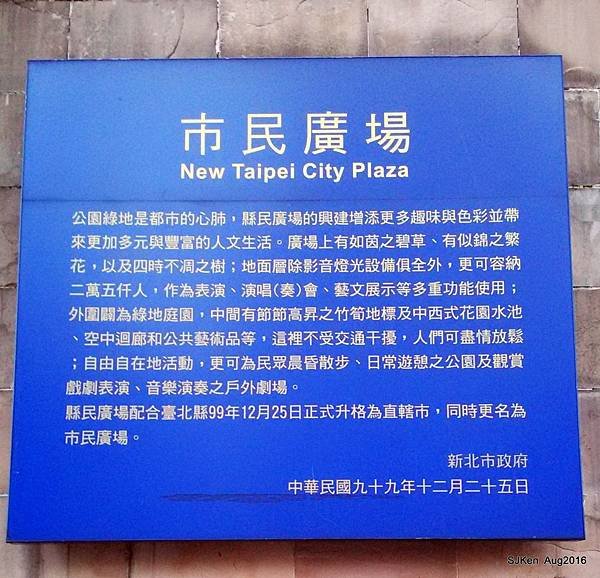 市民廣場
New Taipei City Plaza
公園綠地是都市的心肺，縣民廣場的興建增添更多趣味與色彩並帶
來更加多元與豐富的人文生活。廣場上有如茵之碧草、有似錦之繁
花，以及四時不凋之樹；地面層除影音燈光設備俱全外，更可容納
二萬五仟人，作為表演、演唱(奏)會、藝文展示等多重功能使用；
外圍闢為綠地庭園，中間有節節高昇之竹筍地標及中西式花園水池
、空中迴廊和公共藝術品等，這裡不受交通干擾，人們可盡情放鬆
；自由自在地活動，更可為民眾晨昏散步、日常遊憩之公園及觀賞
戲劇表演、音樂演奏之戶外劇場。
縣民廣場配合臺北縣99年12月25日正式升格為直轄市，同時更名為
市民廣場。
新北市政府
中華民國九十九年十二月二十五日
SJKen Aug2016